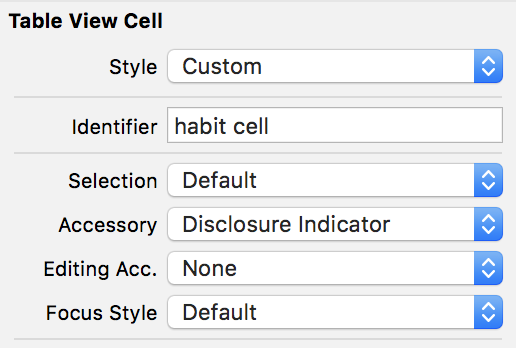 Table View Cell
Style Custom
Identifier habit cell
Selection Default
Accessory Disclosure Indicator
Editing Acc. None
Focus Style Default